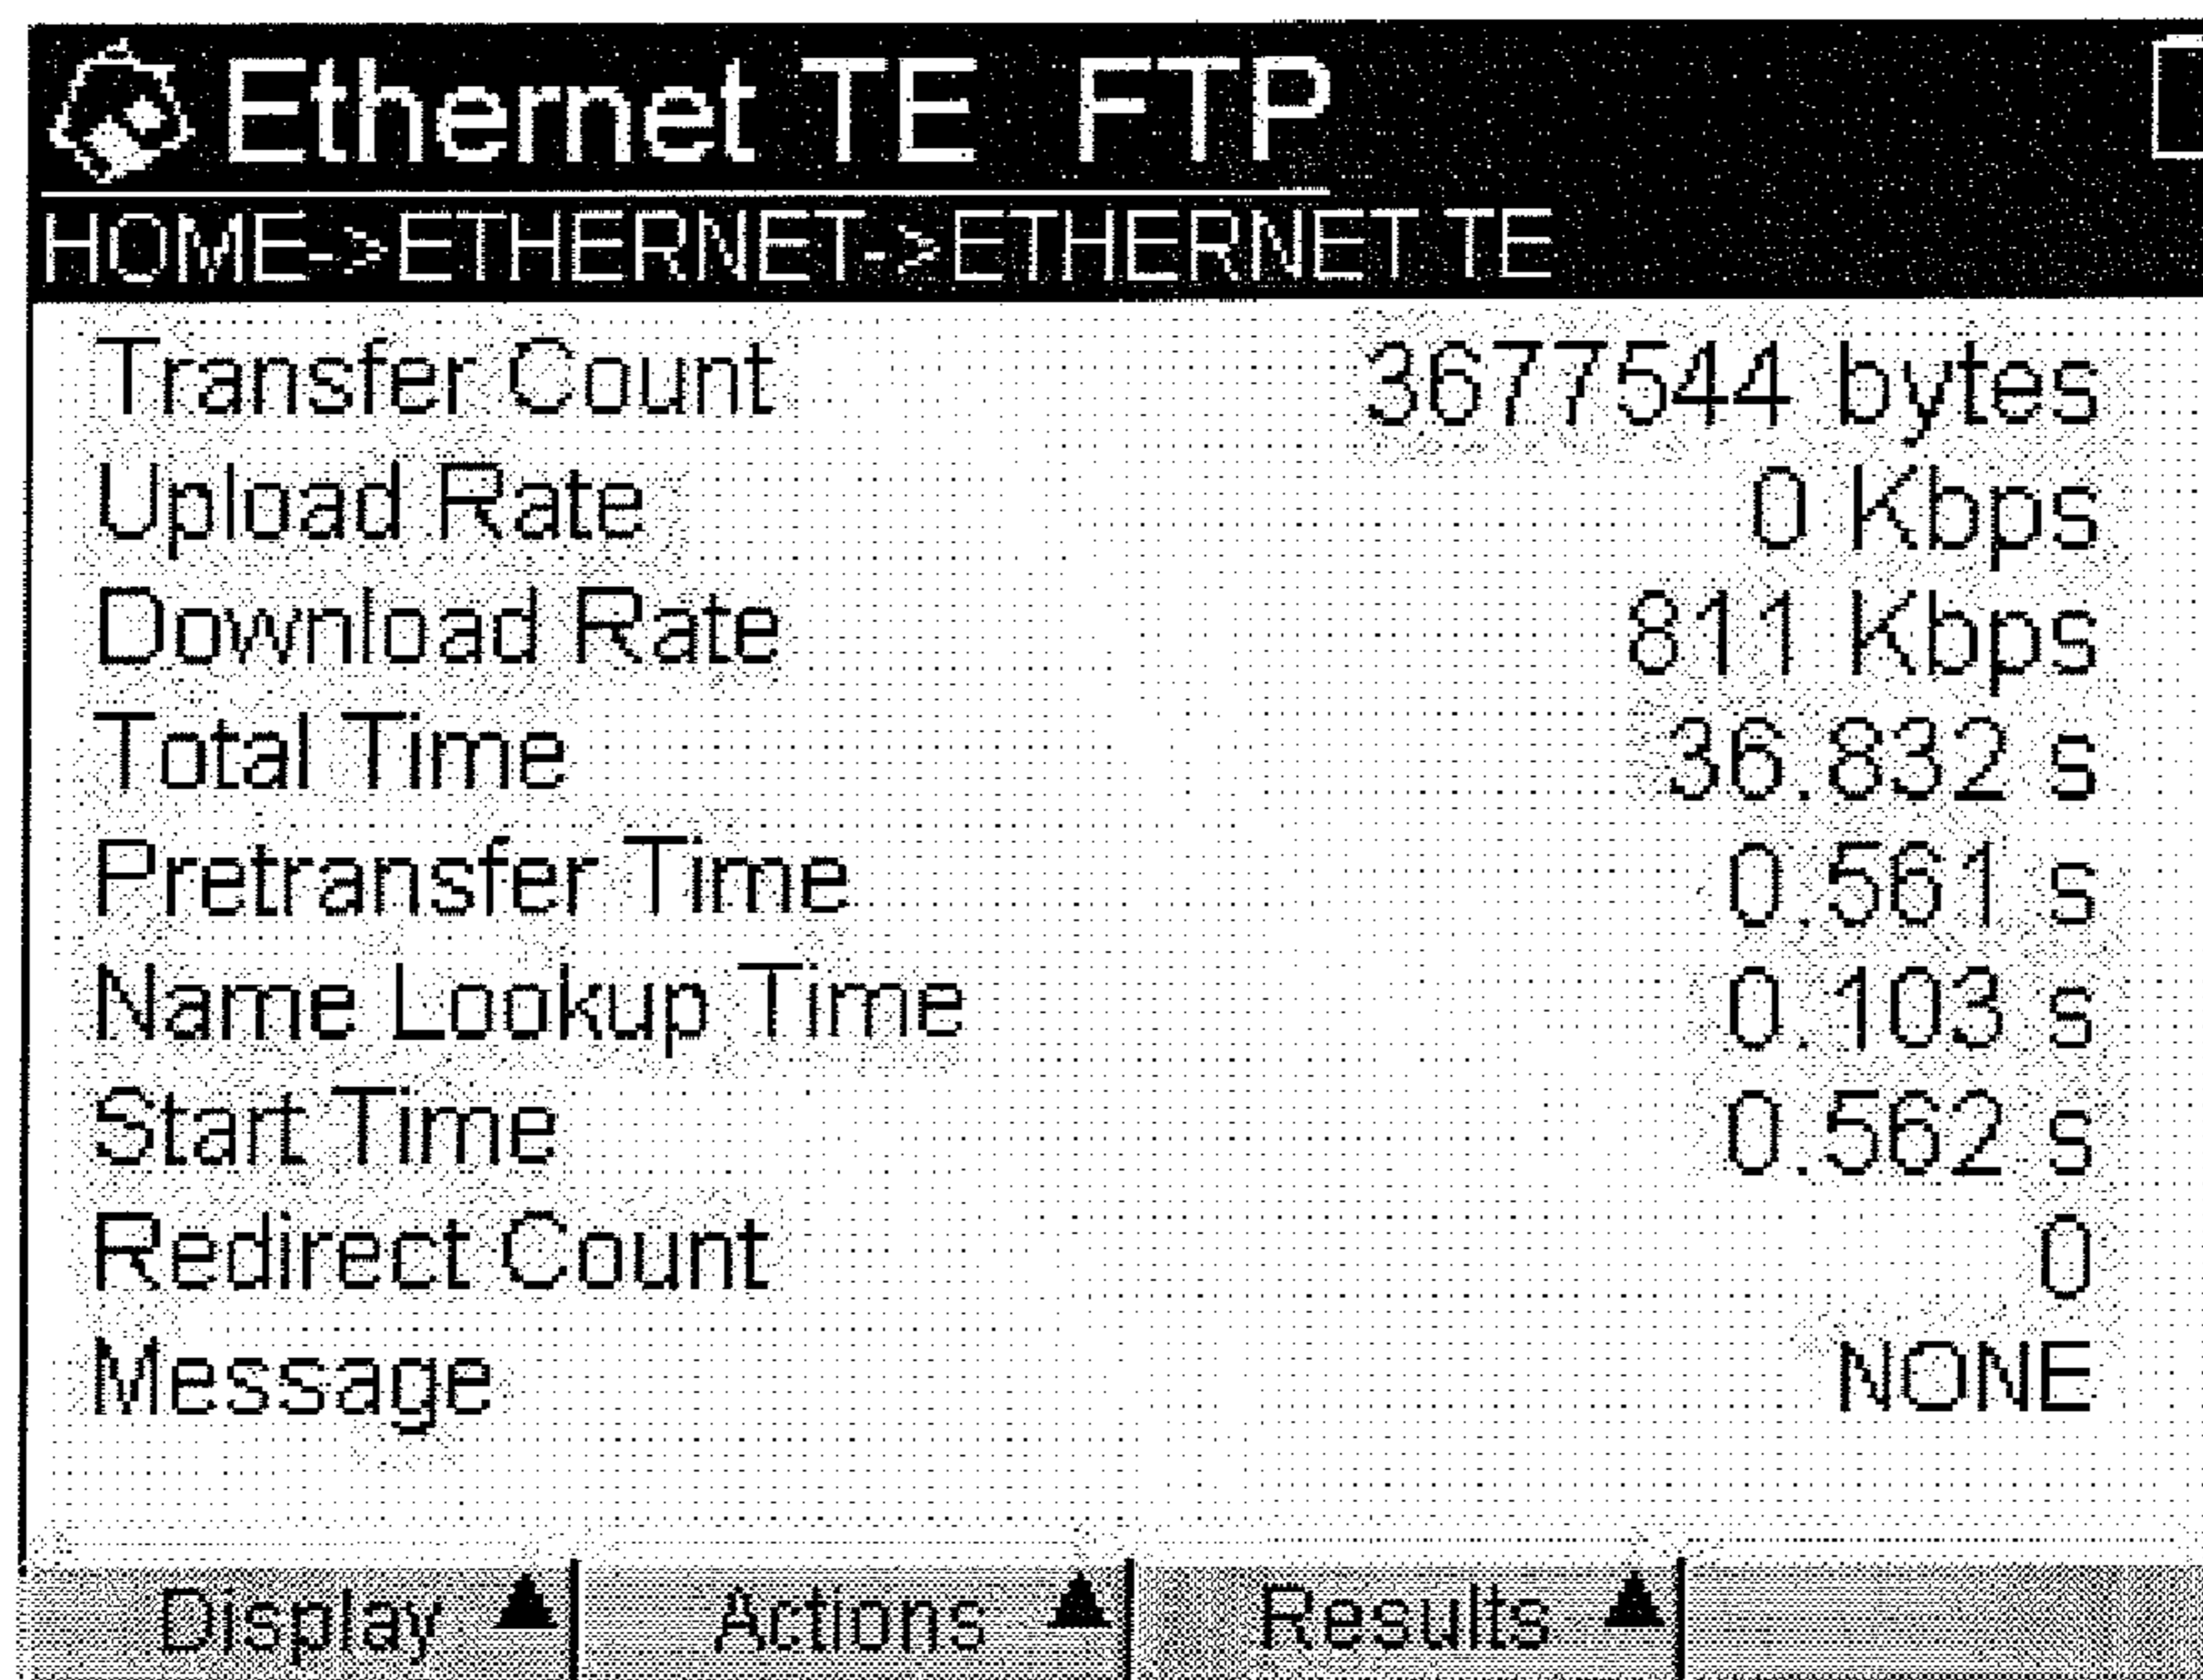 Ethernet TE FTP
HOME->ETHERNET->ETHERNET TE
Transfer Count 3677544 bytes
Upload Rate 0 Kbps
Download Rate 811 Kbps
Total Time 36.832 s
Pretransfer Time 0.561 s
Name Lookup Time 0.103 s
Start Time 0.562 s
Redirect Count 0
Message NONE
Display ▲ Actions ▲ Results ▲